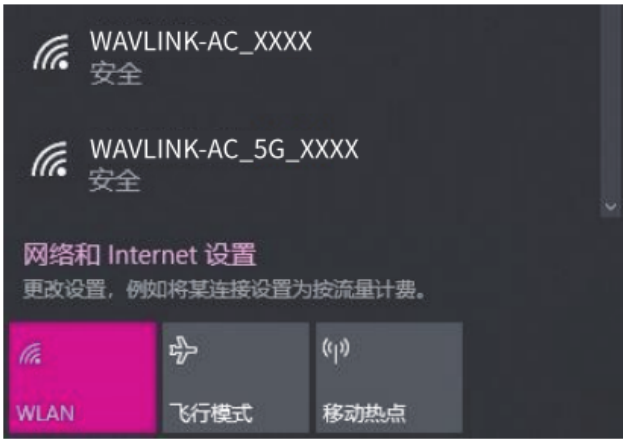 WAVLINK-AC_XXXX
安全
WAVLINK-AC_5G_XXXX
安全
网络和 Internet 设置
更改设置，例如将某连接设置为按流量计费。
WLAN
飞行模式
移动热点